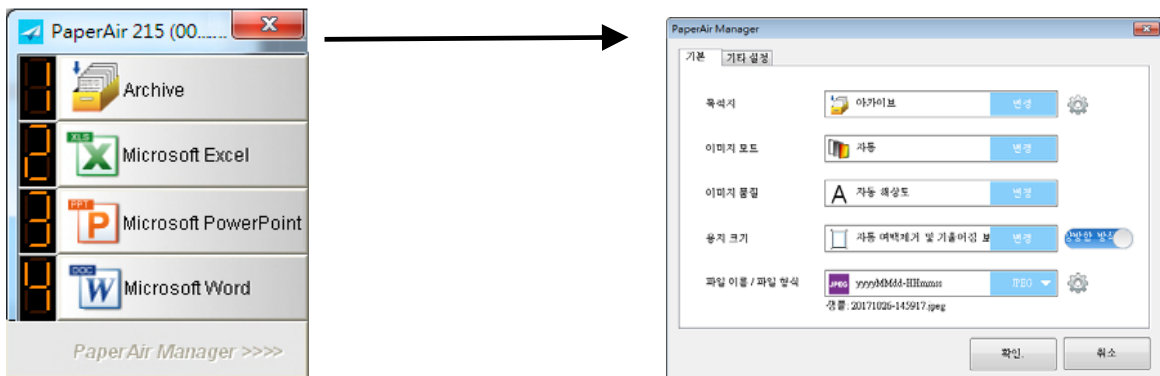 PaperAir 215 (00.......
1 Archive
XLS
2 Microsoft Excel
PPT
3 Microsoft PowerPoint
DOC
4 Microsoft Word
PaperAir Manager >>>>
PaperAir Manager
기본 기타 설정
목적지 아카이브 변경
이미지 모드 자동 변경
이미지 품질 A 자동 해상도 변경
용지 크기 자동 여백제거 및 기울어짐 보 변경
파일 이름 / 파일 형식 JPEG yyyyMMdd-HHmmss JPEG
샘플: 20171026-145917.jpeg
확인. 취소